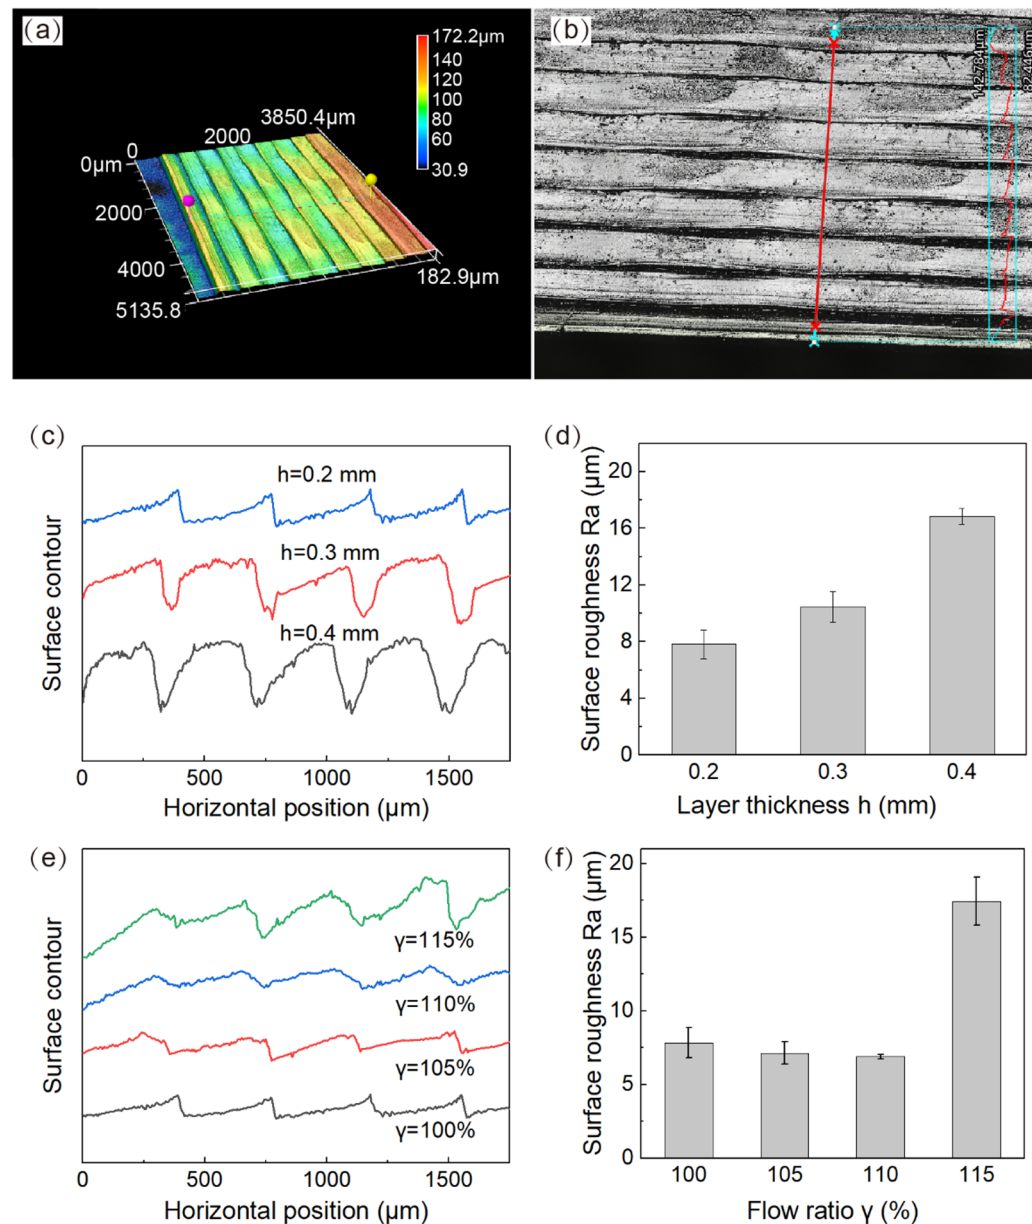 (a)
172.2μm
140
120
100
80
60
30.9
3850.4μm
2000
0
0μm
2000
4000
5135.8
182.9μm
(b)
142.784μm
(c)
h=0.2 mm
h=0.3 mm
h=0.4 mm
Surface contour
0
500
1000
1500
Horizontal position (μm)
(d)
20
16
12
8
4
0
Surface roughness Ra (μm)
0.2
0.3
0.4
Layer thickness h (mm)
(e)
γ=115%
γ=110%
γ=105%
γ=100%
Surface contour
0
500
1000
1500
Horizontal position (μm)
(f)
20
15
10
5
0
Surface roughness Ra (μm)
100
105
110
115
Flow ratio γ (%)